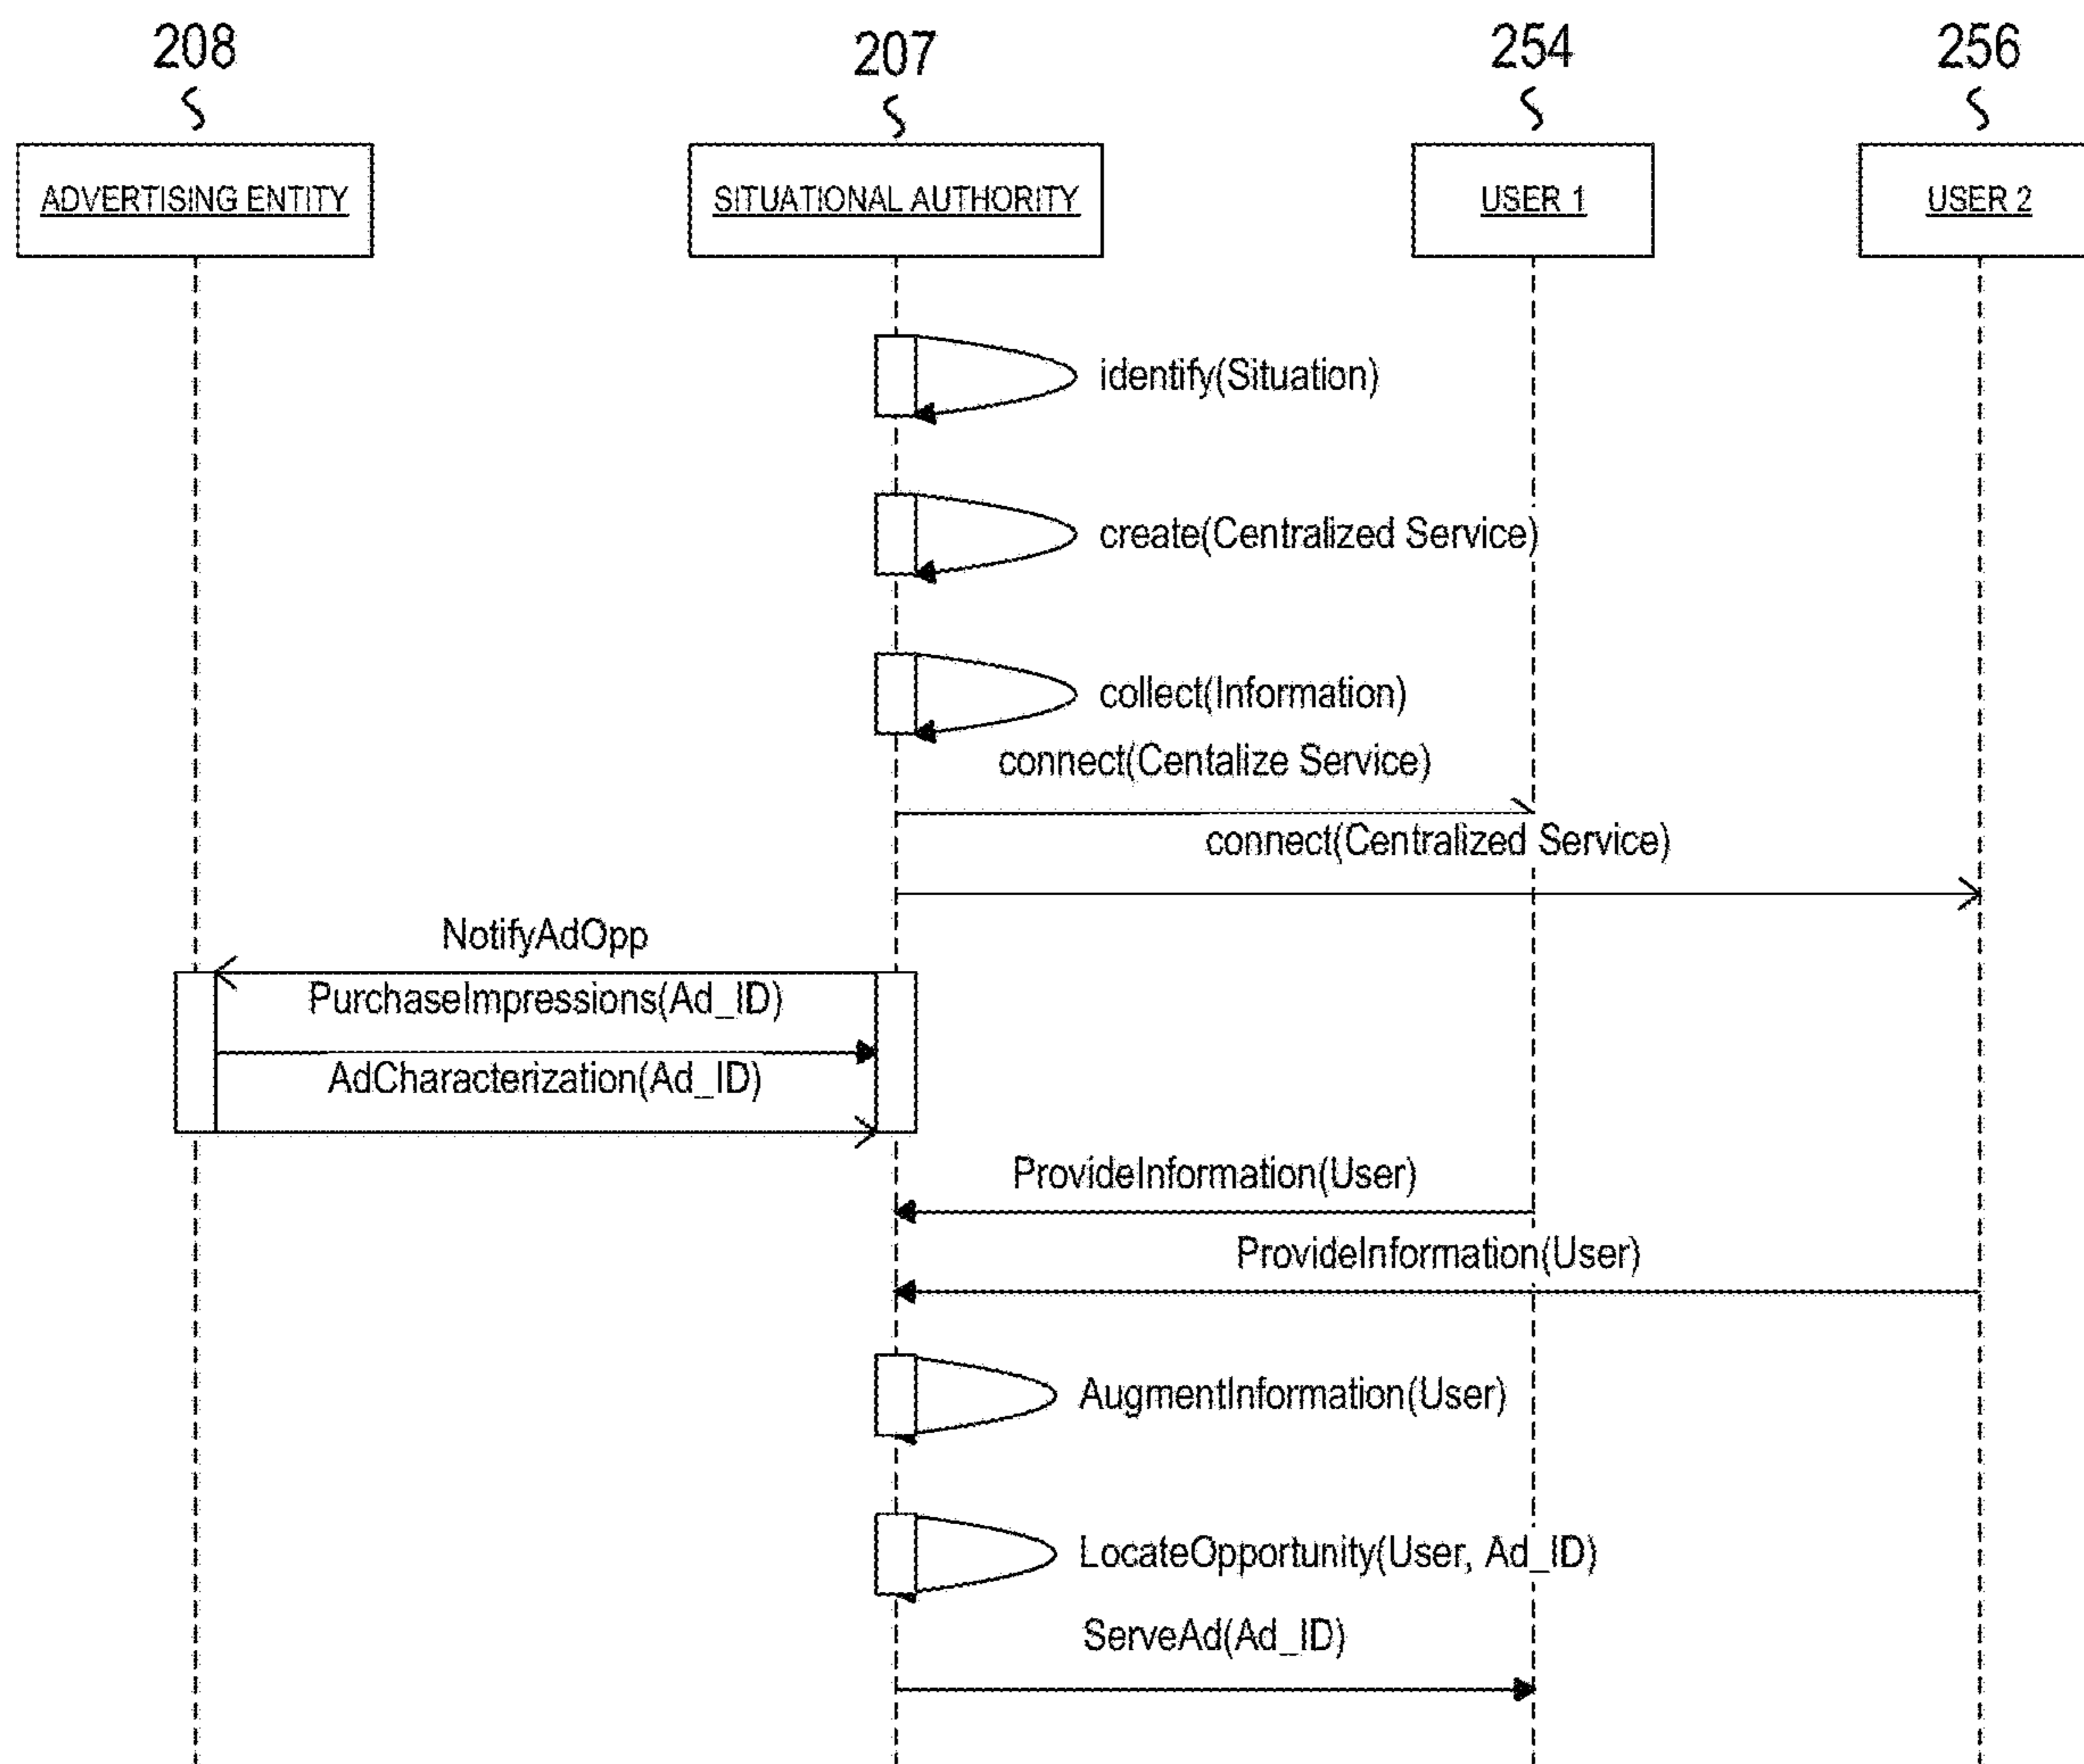 208
207
254
256
ADVERTISING ENTITY
SITUATIONAL AUTHORITY
USER 1
USER 2
identify(Situation)
create(Centralized Service)
collect(Information)
connect(Centalize Service)
connect(Centralized Service)
NotifyAdOpp
PurchaseImpressions(Ad_ID)
AdCharacterization(Ad_ID)
ProvideInformation(User)
ProvideInformation(User)
AugmentInformation(User)
LocateOpportunity(User, Ad_ID)
ServeAd(Ad_ID)